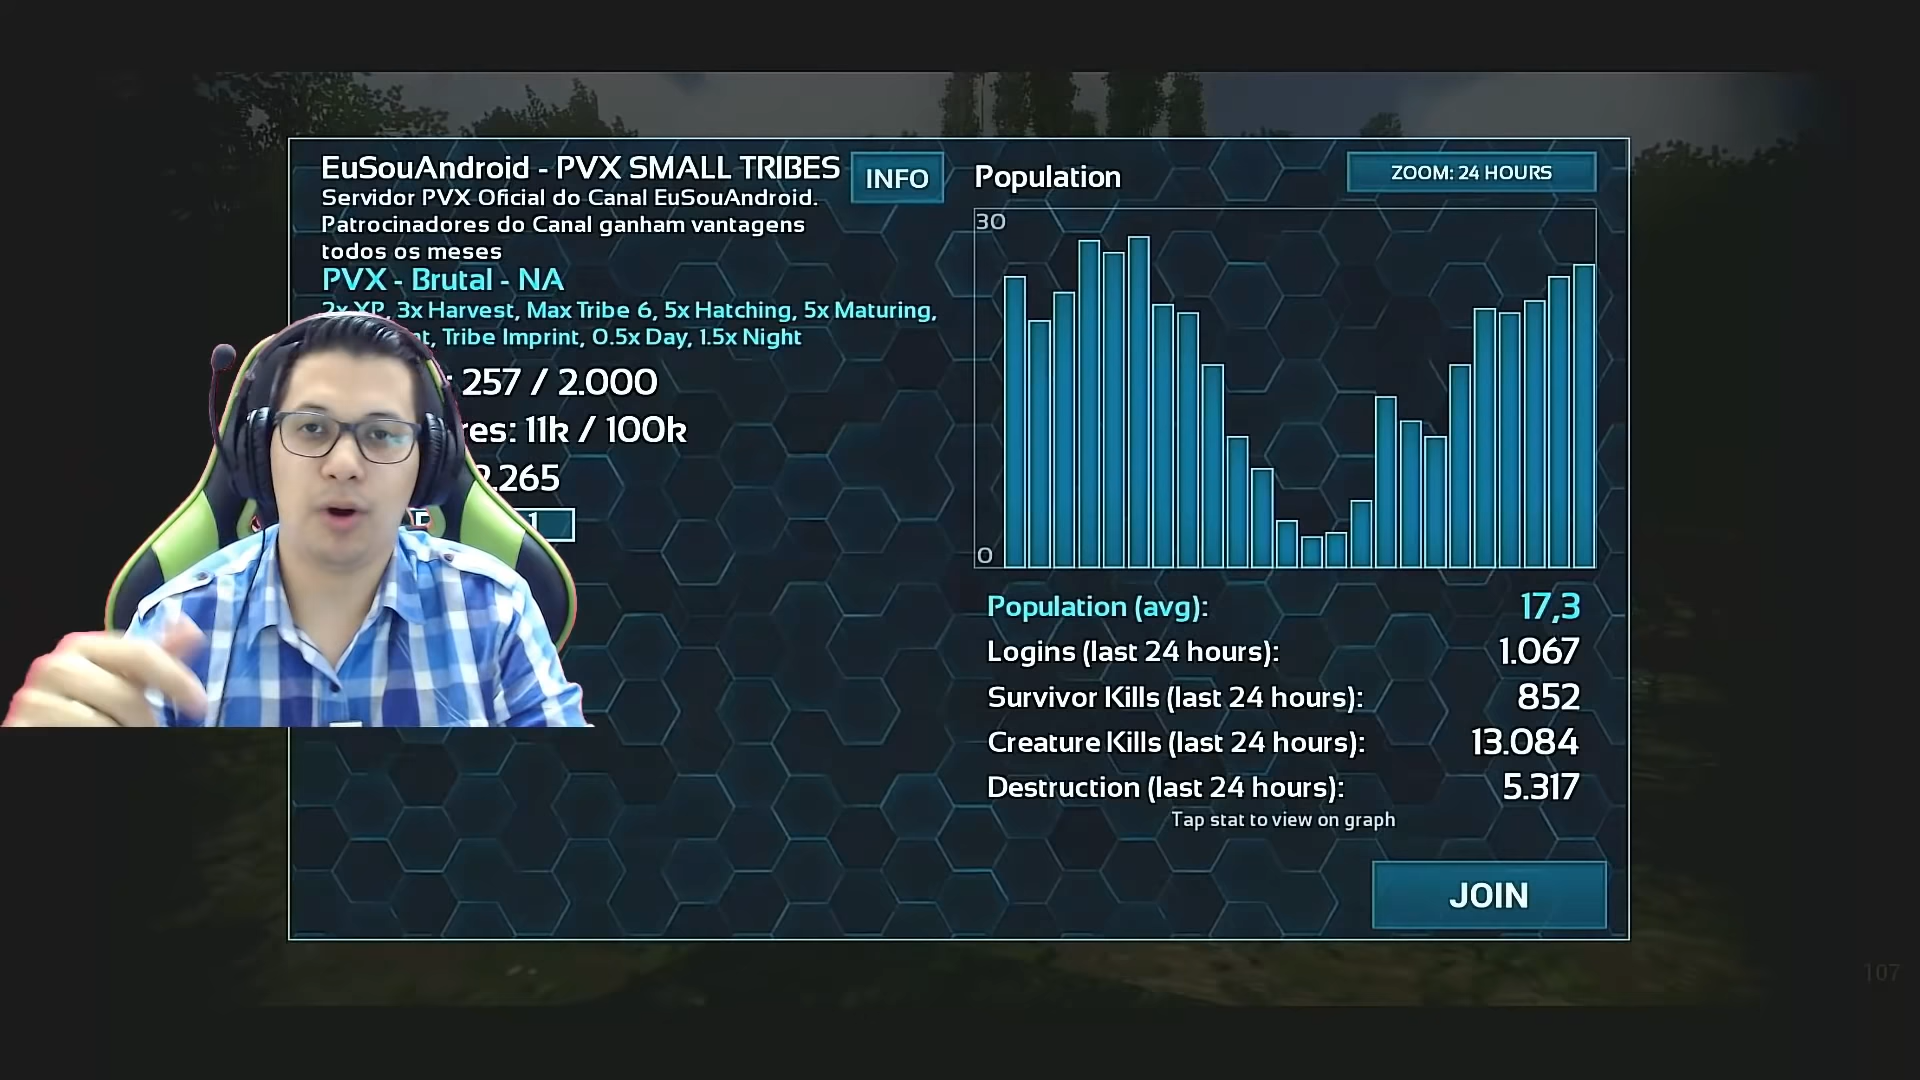 EuSouAndroid - PVX SMALL TRIBES
INFO
Servidor PVX Oficial do Canal EuSouAndroid.
Patrocinadores do Canal ganham vantagens
todos os meses
PVX - Brutal - NA
2x XP, 3x Harvest, Max Tribe 6, 5x Hatching, 5x Maturing,
Tribe Imprint, 0.5x Day, 1.5x Night
257 / 2.000
11k / 100k
2.265
1
Population
ZOOM: 24 HOURS
30
0
Population (avg): 17,3
Logins (last 24 hours): 1.067
Survivor Kills (last 24 hours): 852
Creature Kills (last 24 hours): 13.084
Destruction (last 24 hours): 5.317
Tap stat to view on graph
JOIN
107